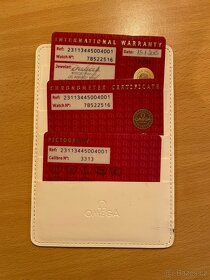 INTERNATIONAL WARRANTY
Ref: 23113445004001
Watch Nº: 78522516
Jeweler:
CHRONOMETER CERTIFICATE
Ref: 23113445004001
Watch Nº: 78522516
PICTOGRAMS
Ref: 23113445004001
Calibre Nº: 3313
OMEGA